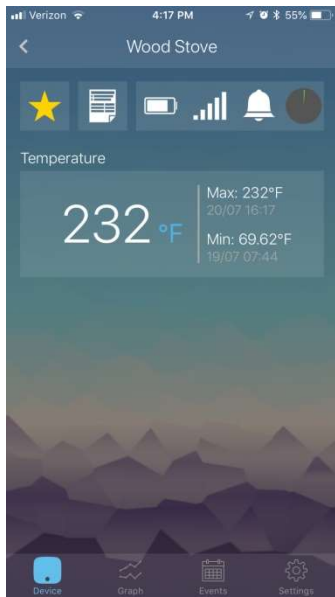 Verizon 4:17 PM 55%
Wood Stove
Temperature
232 °F
Max: 232°F
20/07 16:17
Min: 69.62°F
19/07 07:44
Device Graph Events Settings